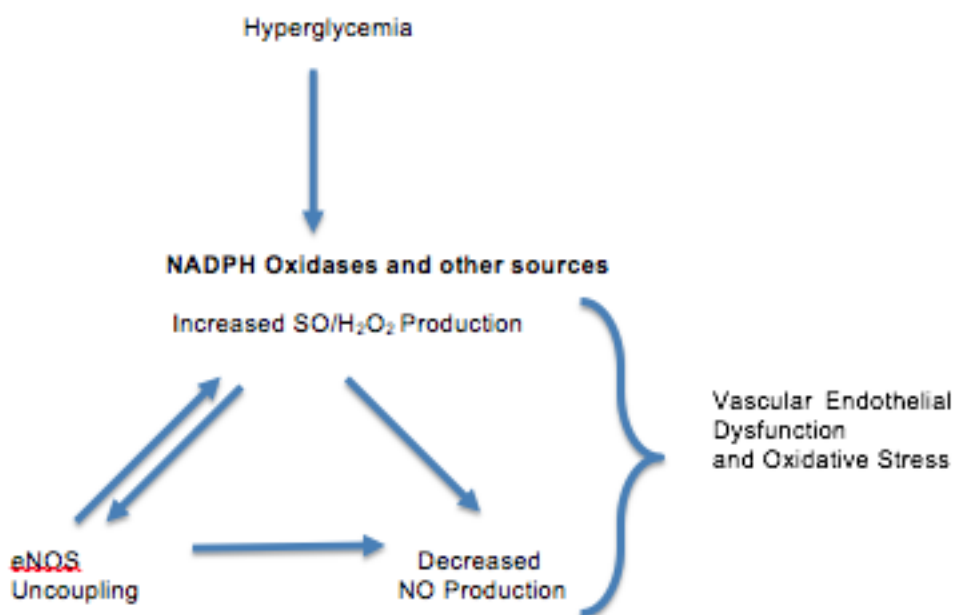 Hyperglycemia
NADPH Oxidases and other sources
Increased SO/H₂O₂ Production
Vascular Endothelial
Dysfunction
and Oxidative Stress
eNOS
Uncoupling
Decreased
NO Production